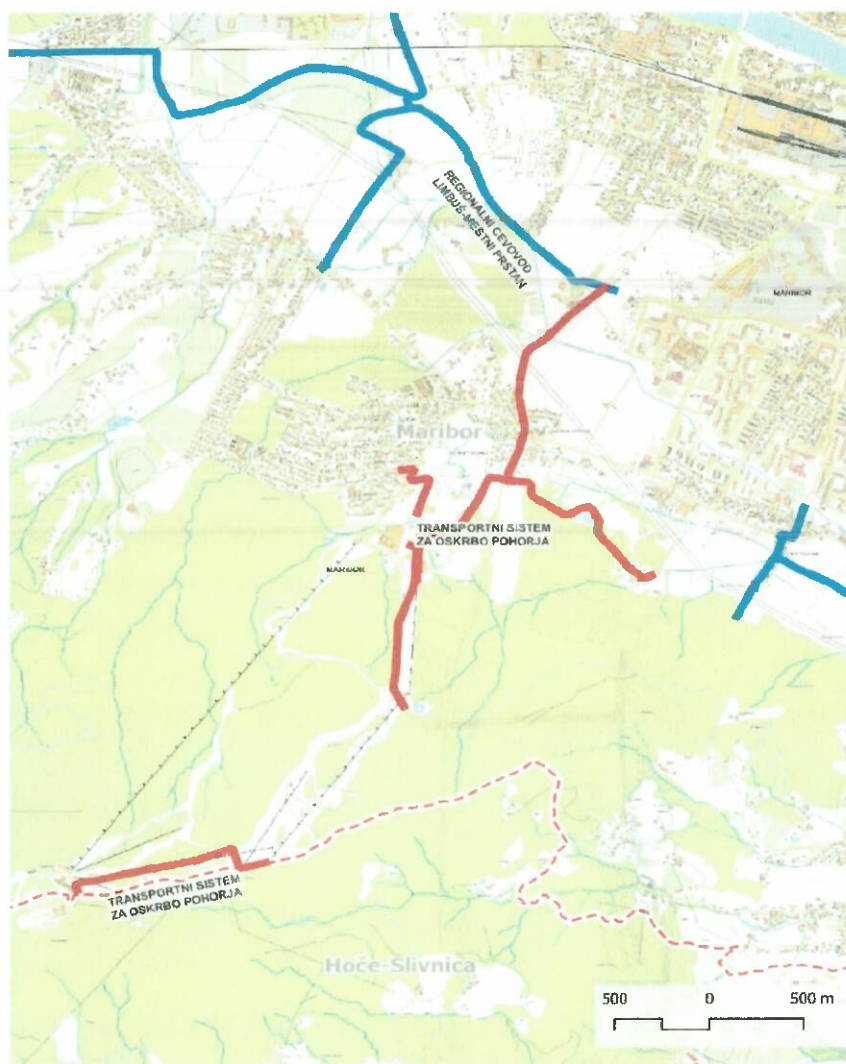 REGIONALNI CEVOVOD
LIMBUŠ-MESTNI PRSTAN
MARIBOR
Maribor
TRANSPORTNI SISTEM
ZA OSKRBO POHORJA
MARIBOR
TRANSPORTNI SISTEM
ZA OSKRBO POHORJA
Hoče-Slivnica
500 0 500 m